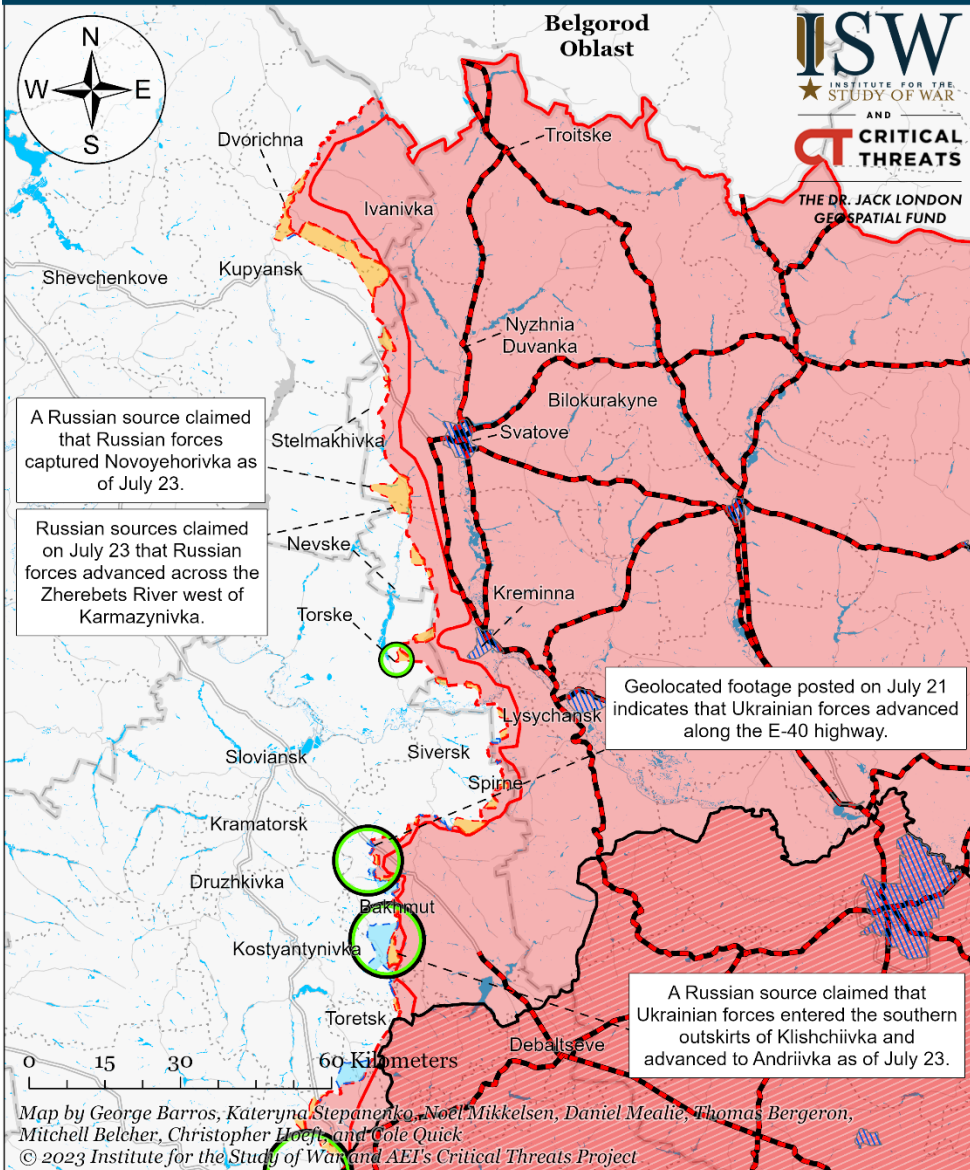 N
W
E
S
Belgorod
Oblast
ISW
INSTITUTE FOR THE
STUDY OF WAR
AND
CT CRITICAL
THREATS
THE DR. JACK LONDON
GEOSPATIAL FUND
Dvorichna
Troitske
Ivanivka
Kupyansk
Shevchenkove
Nyzhnia
Duvanka
Bilokurakyne
A Russian source claimed
that Russian forces
captured Novoyehorivka as
of July 23.
Stelmakhivka
Svatove
Russian sources claimed
on July 23 that Russian
forces advanced across the
Zherebets River west of
Karmazynivka.
Nevske
Kreminna
Torske
Geolocated footage posted on July 21
indicates that Ukrainian forces advanced
along the E-40 highway.
Lysychansk
Sloviansk
Siversk
Spirne
Kramatorsk
Druzhkivka
Bakhmut
Kostyantynivka
A Russian source claimed that
Ukrainian forces entered the southern
outskirts of Klishchiivka and
advanced to Andriivka as of July 23.
Toretsk
Debaltseve
0 15 30 60 Kilometers
Map by George Barros, Kateryna Stepanenko, Noel Mikkelsen, Daniel Mealie, Thomas Bergeron,
Mitchell Belcher, Christopher Hoeft, and Cole Quick
© 2023 Institute for the Study of War and AEI's Critical Threats Project